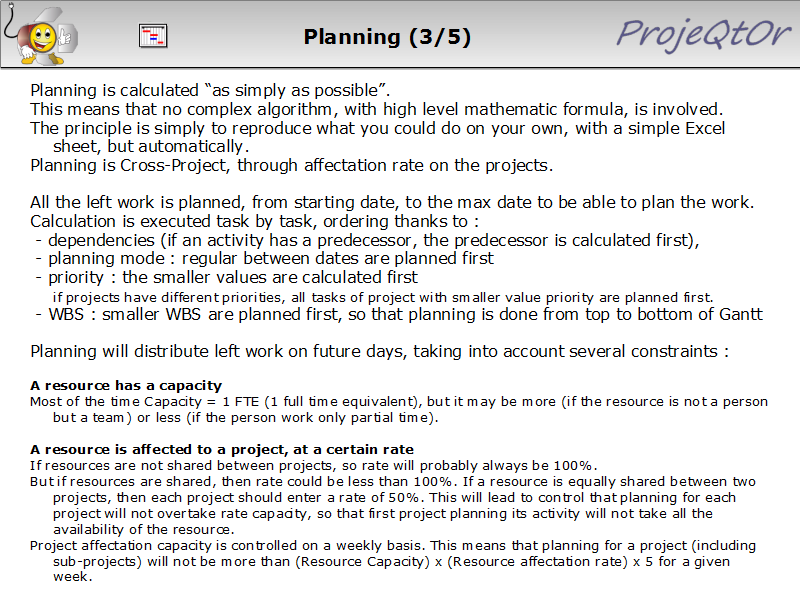 Planning (3/5)
ProjeQtOr
Planning is calculated “as simply as possible”.
This means that no complex algorithm, with high level mathematic formula, is involved.
The principle is simply to reproduce what you could do on your own, with a simple Excel
sheet, but automatically.
Planning is Cross-Project, through affectation rate on the projects.
All the left work is planned, from starting date, to the max date to be able to plan the work.
Calculation is executed task by task, ordering thanks to :
- dependencies (if an activity has a predecessor, the predecessor is calculated first),
- planning mode : regular between dates are planned first
- priority : the smaller values are calculated first
if projects have different priorities, all tasks of project with smaller value priority are planned first.
- WBS : smaller WBS are planned first, so that planning is done from top to bottom of Gantt
Planning will distribute left work on future days, taking into account several constraints :
A resource has a capacity
Most of the time Capacity = 1 FTE (1 full time equivalent), but it may be more (if the resource is not a person
but a team) or less (if the person work only partial time).
A resource is affected to a project, at a certain rate
If resources are not shared between projects, so rate will probably always be 100%.
But if resources are shared, then rate could be less than 100%. If a resource is equally shared between two
projects, then each project should enter a rate of 50%. This will lead to control that planning for each
project will not overtake rate capacity, so that first project planning its activity will not take all the
availability of the resource.
Project affectation capacity is controlled on a weekly basis. This means that planning for a project (including
sub-projects) will not be more than (Resource Capacity) x (Resource affectation rate) x 5 for a given
week.